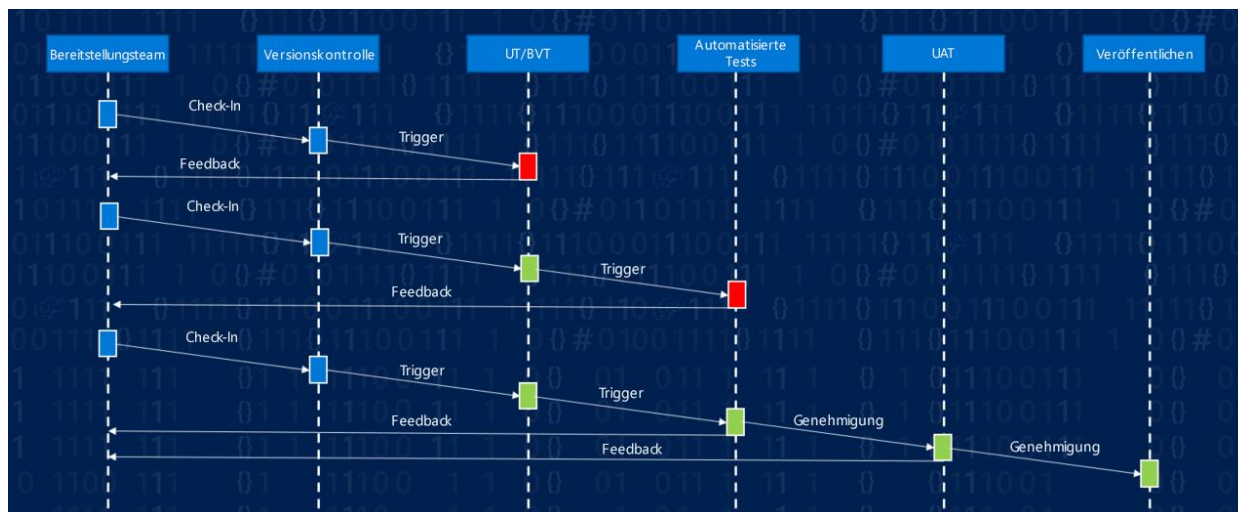 Bereitstellungsteam
Versionskontrolle
UT/BVT
Automatisierte
Tests
UAT
Veröffentlichen
Check-In
Trigger
Feedback
Check-In
Trigger
Trigger
Feedback
Check-In
Trigger
Trigger
Feedback
Genehmigung
Feedback
Genehmigung